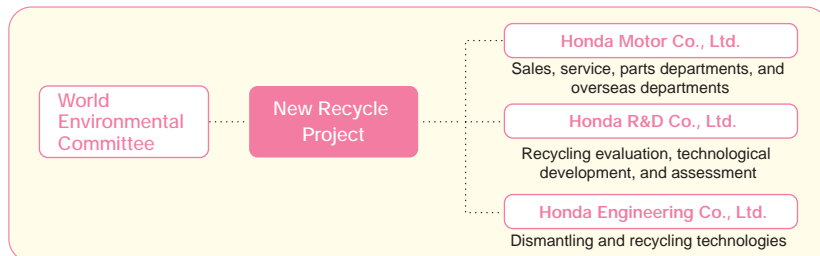 World
Environmental
Committee
New Recycle
Project
Honda Motor Co., Ltd.
Sales, service, parts departments, and
overseas departments
Honda R&D Co., Ltd.
Recycling evaluation, technological
development, and assessment
Honda Engineering Co., Ltd.
Dismantling and recycling technologies